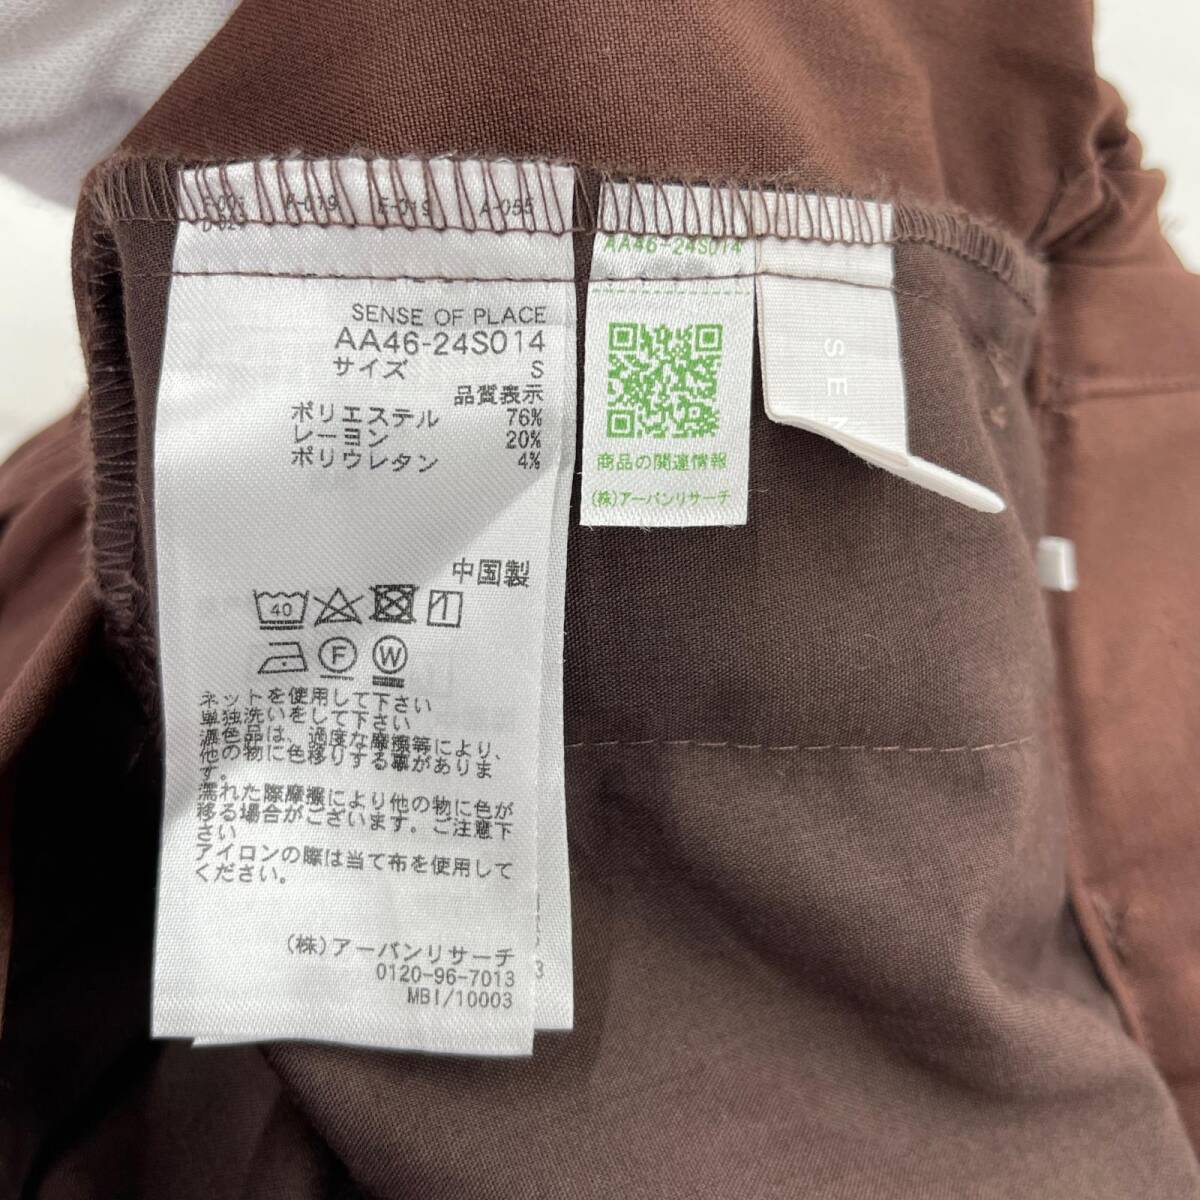 A-019 E-019 A-055
SENSE OF PLACE
AA46-24S014
サイズ S
品質表示
ポリエステル 76%
レーヨン 20%
ポリウレタン 4%
中国製
40
F W
ネットを使用して下さい
単独洗いをして下さい
濃色品は、過度な摩擦等により、
他の物に色移りする事がありま
す。
濡れた際摩擦により他の物に色が
移る場合がございます。ご注意下
さい
アイロンの際は当て布を使用して
ください。
(株)アーバンリサーチ
0120-96-7013
MBI/10003
AA46-24S014
商品の関連情報
(株)アーバンリサーチ
SEN